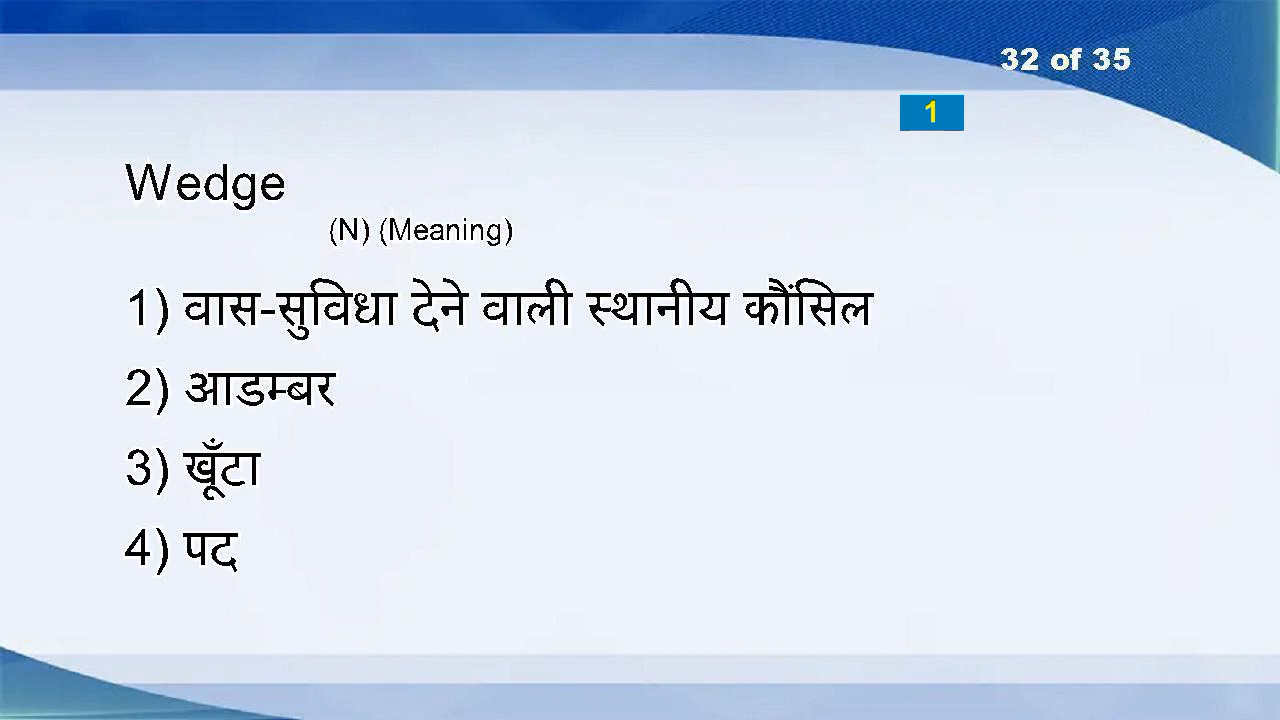 32 of 35
1
Wedge
(N) (Meaning)
1) वास-सुविधा देने वाली स्थानीय कौंसिल
2) आडम्बर
3) खूँटा
4) पद